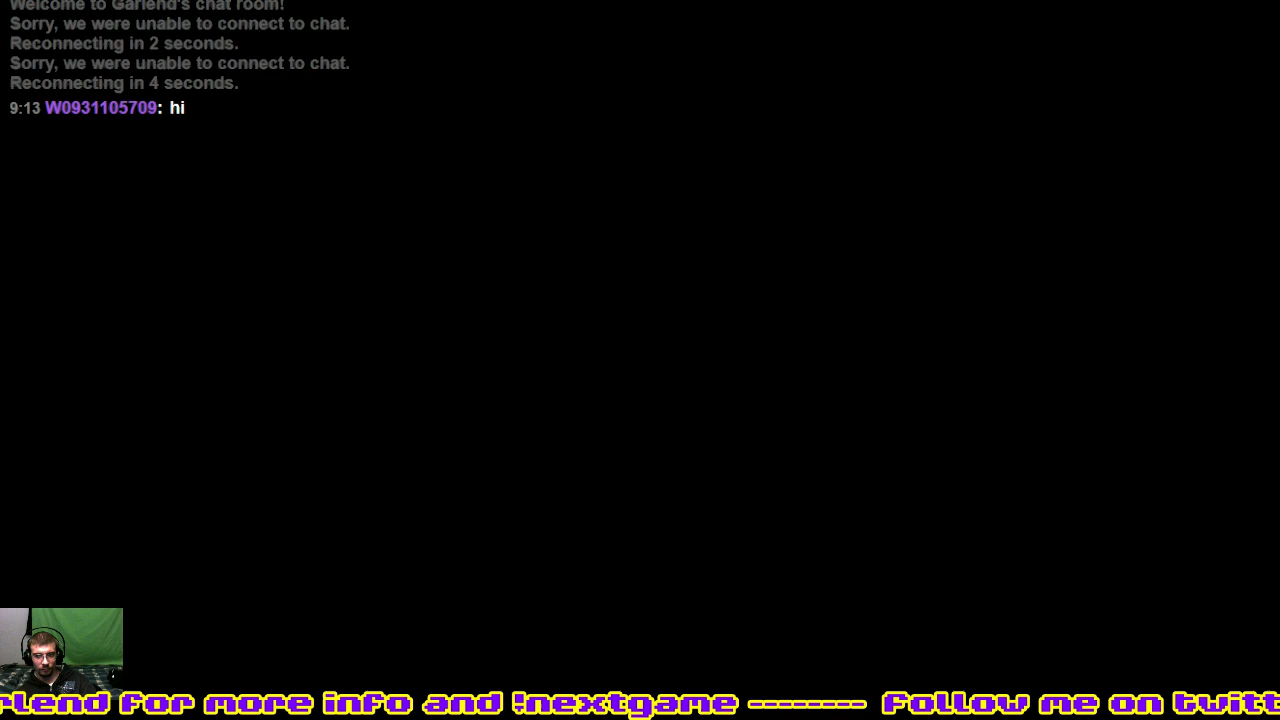 Welcome to Garlend's chat room!
Sorry, we were unable to connect to chat.
Reconnecting in 2 seconds.
Sorry, we were unable to connect to chat.
Reconnecting in 4 seconds.
9:13 W0931105709: hi
rlend for more info and !nextgame -------- Follow me on twitt